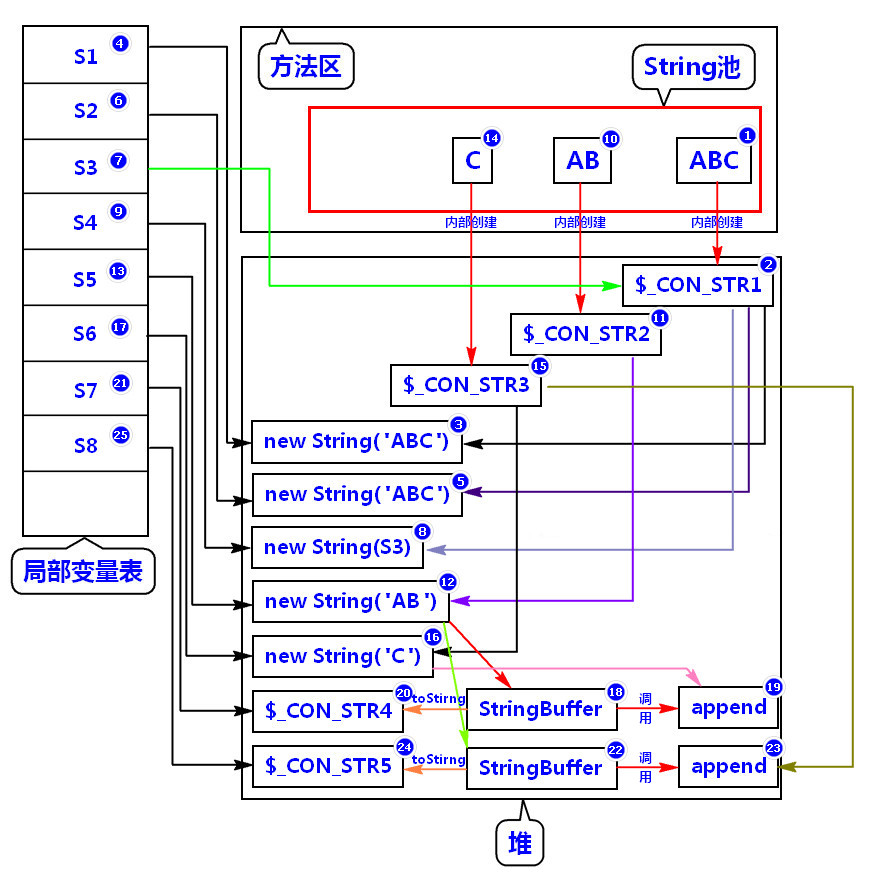 S1 4
S2 6
S3 7
S4 9
S5 13
S6 17
S7 21
S8 25
局部变量表
方法区
String池
C 14
AB 10
ABC 1
内部创建
内部创建
内部创建
$_CON_STR1 2
$_CON_STR2 11
$_CON_STR3 15
new String('ABC') 3
new String('ABC') 5
new String(S3) 8
new String('AB') 12
new String('C') 16
$_CON_STR4 20
toStirng
StringBuffer 18
调用
append 19
$_CON_STR5 24
toStirng
StringBuffer 22
调用
append 23
堆